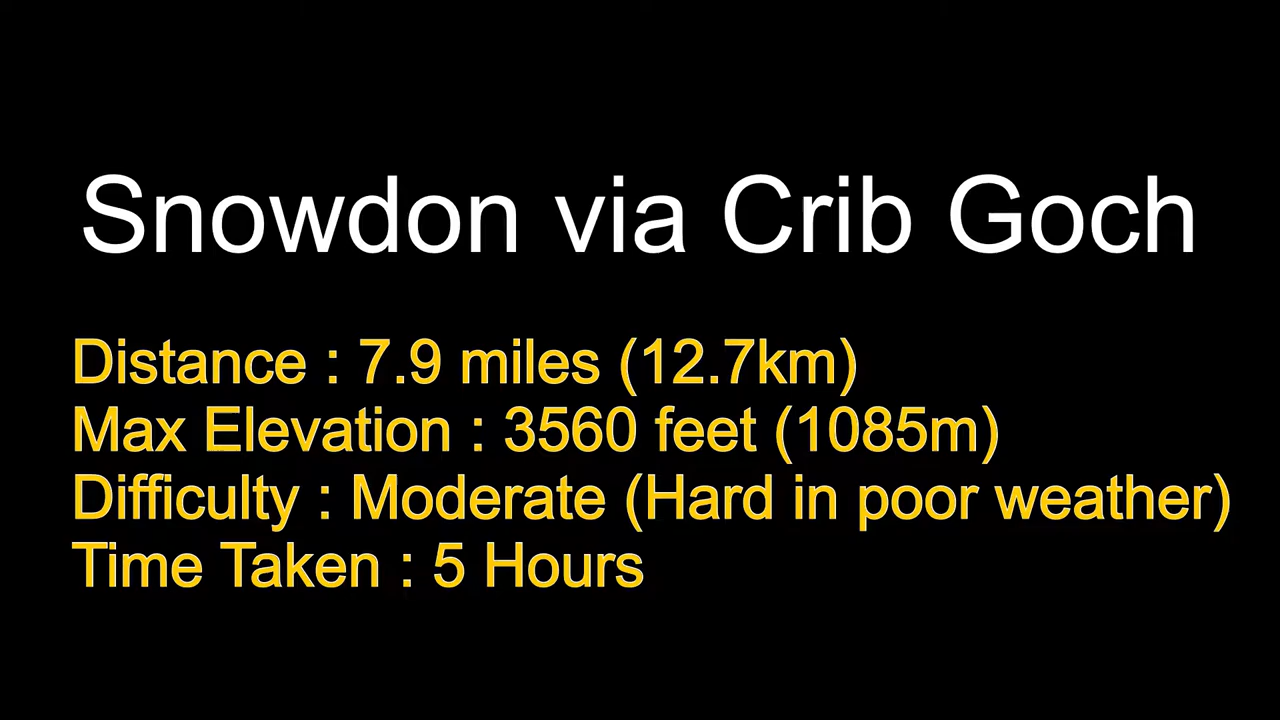 Snowdon via Crib Goch
Distance : 7.9 miles (12.7km)
Max Elevation : 3560 feet (1085m)
Difficulty : Moderate (Hard in poor weather)
Time Taken : 5 Hours